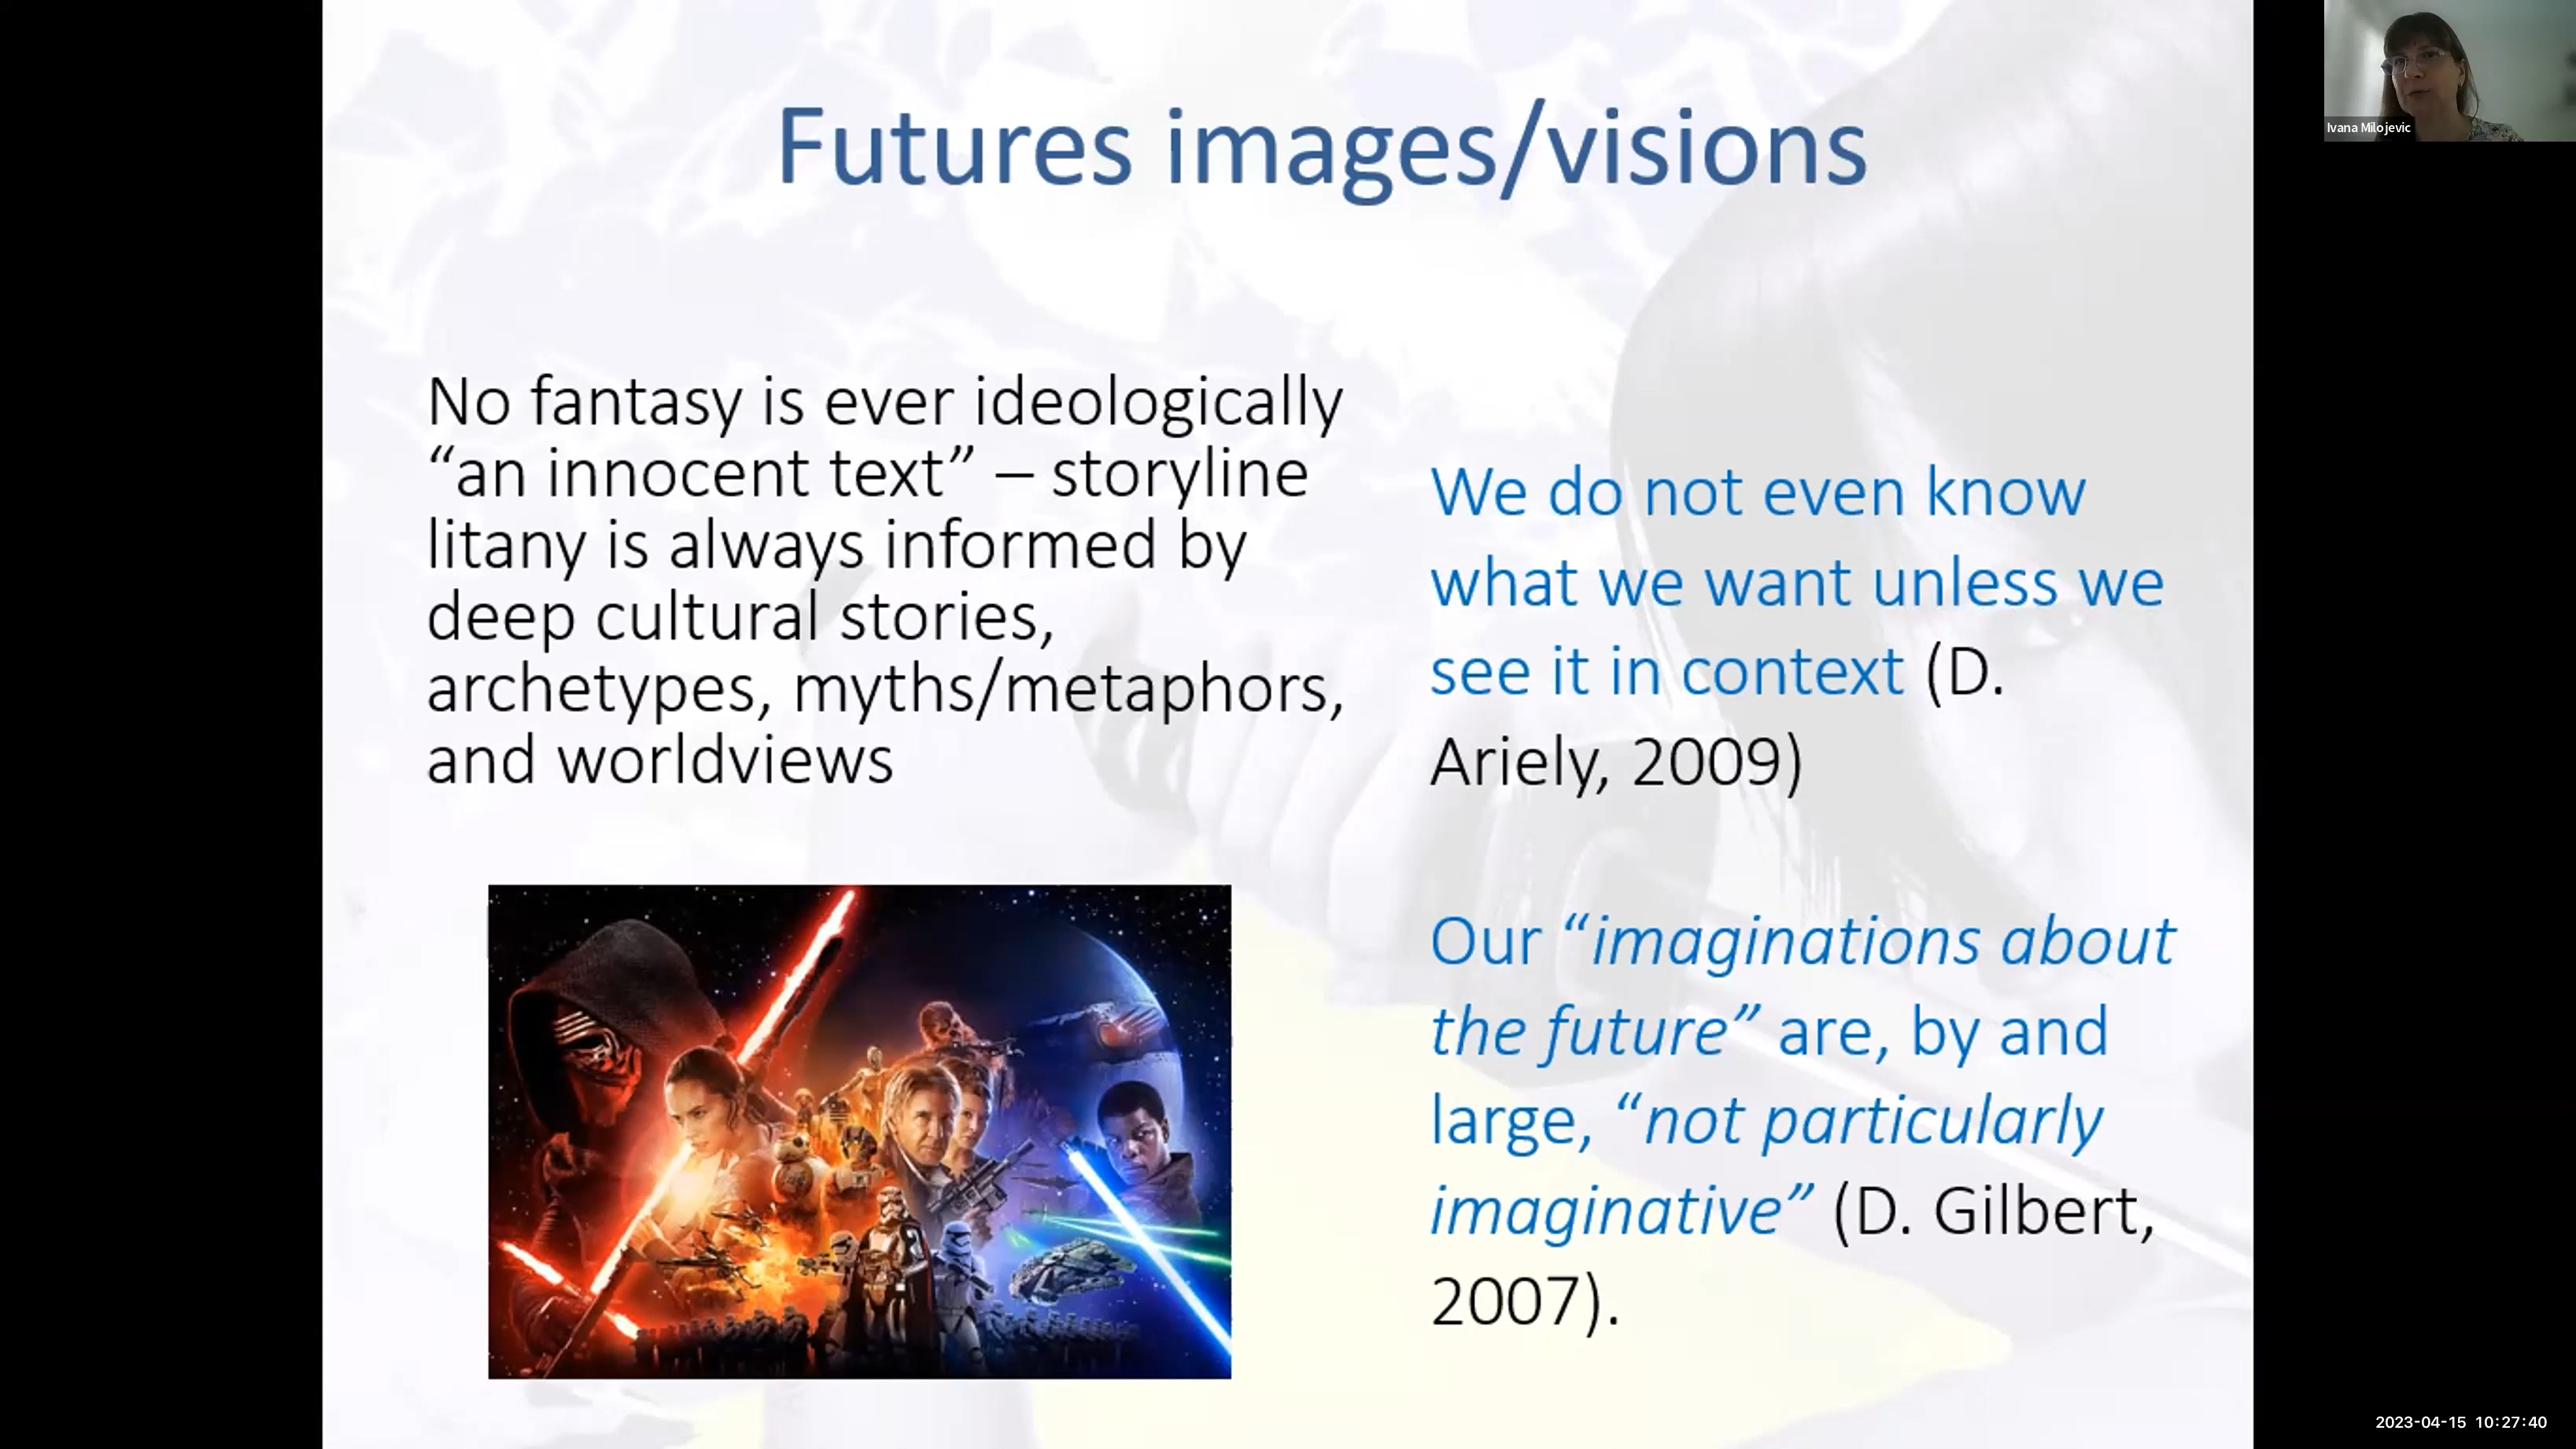 Futures images/visions
No fantasy is ever ideologically
“an innocent text” – storyline
litany is always informed by
deep cultural stories,
archetypes, myths/metaphors,
and worldviews
We do not even know
what we want unless we
see it in context (D.
Ariely, 2009)
Our “imaginations about
the future” are, by and
large, “not particularly
imaginative” (D. Gilbert,
2007).
Ivana Milojevic
2023-04-15 10:27:40